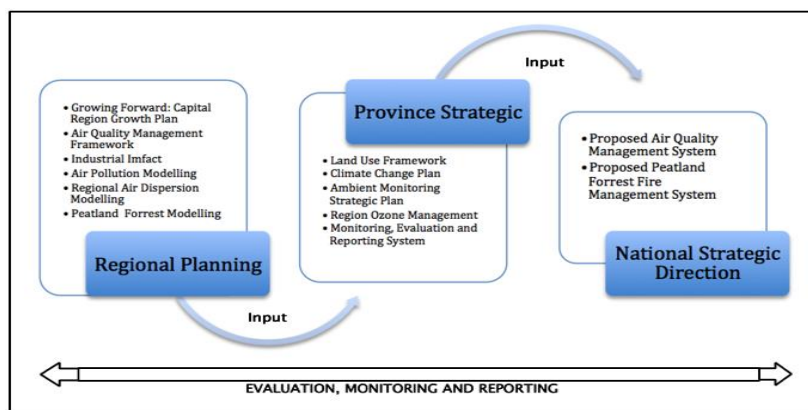 • Growing Forward: Capital
Region Growth Plan
• Air Quality Management
Framework
• Industrial Imfact
• Air Pollution Modelling
• Regional Air Dispersion
Modelling
• Peatland Forrest Modelling
Regional Planning
Input
Province Strategic
• Land Use Framework
• Climate Change Plan
• Ambient Monitoring
Strategic Plan
• Region Ozone Management
• Monitoring, Evaluation and
Reporting System
Input
• Proposed Air Quality
Management System
• Proposed Peatland
Forrest Fire
Management System
National Strategic
Direction
EVALUATION, MONITORING AND REPORTING